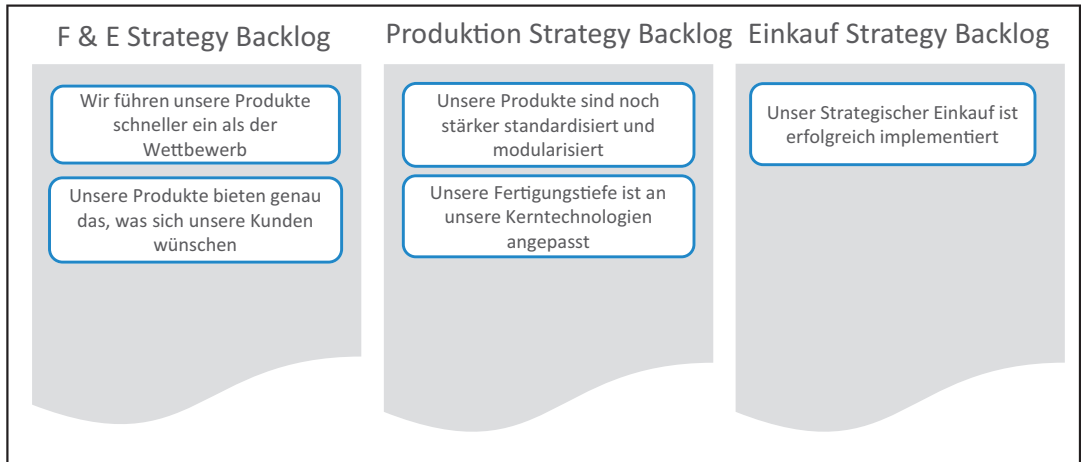 F & E Strategy Backlog
Wir führen unsere Produkte
schneller ein als der
Wettbewerb
Unsere Produkte bieten genau
das, was sich unsere Kunden
wünschen
Produktion Strategy Backlog
Unsere Produkte sind noch
stärker standardisiert und
modularisiert
Unsere Fertigungstiefe ist an
unsere Kerntechnologien
angepasst
Einkauf Strategy Backlog
Unser Strategischer Einkauf ist
erfolgreich implementiert